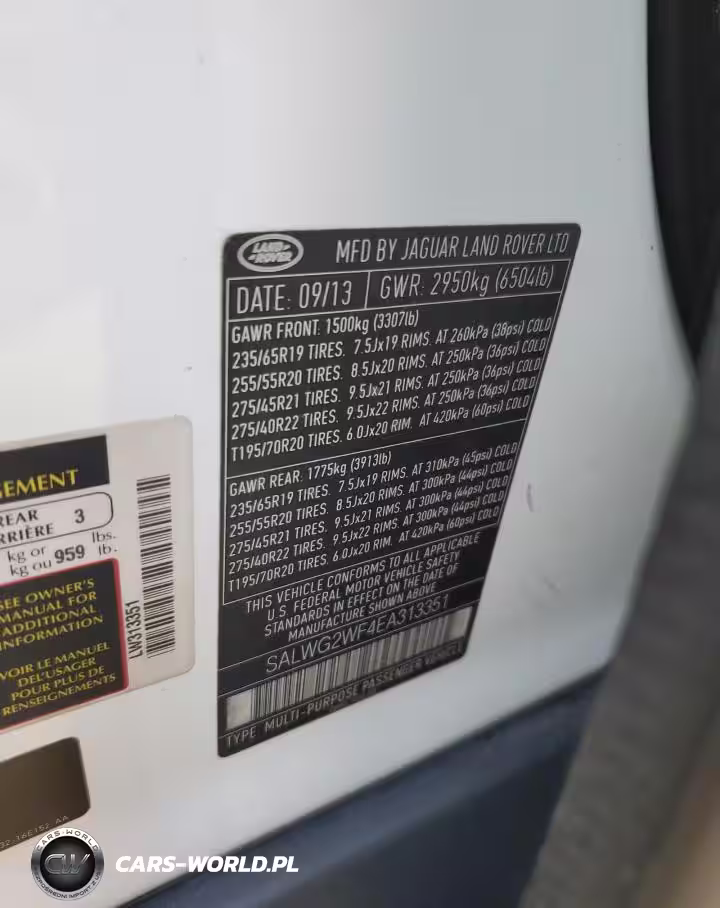 LAND
ROVER
MFD BY JAGUAR LAND ROVER LTD
DATE: 09/13
GWR: 2950kg (6504lb)
GAWR FRONT: 1500kg (3307lb)
235/65R19 TIRES. 7.5Jx19 RIMS. AT 260kPa (38psi) COLD
255/55R20 TIRES. 8.5Jx20 RIMS. AT 250kPa (36psi) COLD
275/45R21 TIRES. 9.5Jx21 RIMS. AT 250kPa (36psi) COLD
275/40R22 TIRES. 9.5Jx22 RIMS. AT 250kPa (36psi) COLD
T195/70R20 TIRES. 6.0Jx20 RIM. AT 420kPa (60psi) COLD
GAWR REAR: 1775kg (3913lb)
235/65R19 TIRES. 7.5Jx19 RIMS. AT 310kPa (45psi) COLD
255/55R20 TIRES. 8.5Jx20 RIMS. AT 300kPa (44psi) COLD
275/45R21 TIRES. 9.5Jx21 RIMS. AT 300kPa (44psi) COLD
275/40R22 TIRES. 9.5Jx22 RIMS. AT 300kPa (44psi) COLD
T195/70R20 TIRES. 6.0Jx20 RIM. AT 420kPa (60psi) COLD
THIS VEHICLE CONFORMS TO ALL APPLICABLE
U.S. FEDERAL MOTOR VEHICLE SAFETY
STANDARDS IN EFFECT ON THE DATE OF
MANUFACTURE SHOWN ABOVE
SALWG2WF4EA313351
TYPE MULTI-PURPOSE PASSENGER VEHICLE
GEMENT
REAR
RRIÈRE 3
kg or lbs.
kg ou 959 lb.
SEE OWNER'S
MANUAL FOR
ADDITIONAL
INFORMATION
VOIR LE MANUEL
DEL'USAGER
POUR PLUS DE
RENSEIGNEMENTS
LW313351
16E152 AA
CARS-WORLD
CW
CARS-WORLD.PL